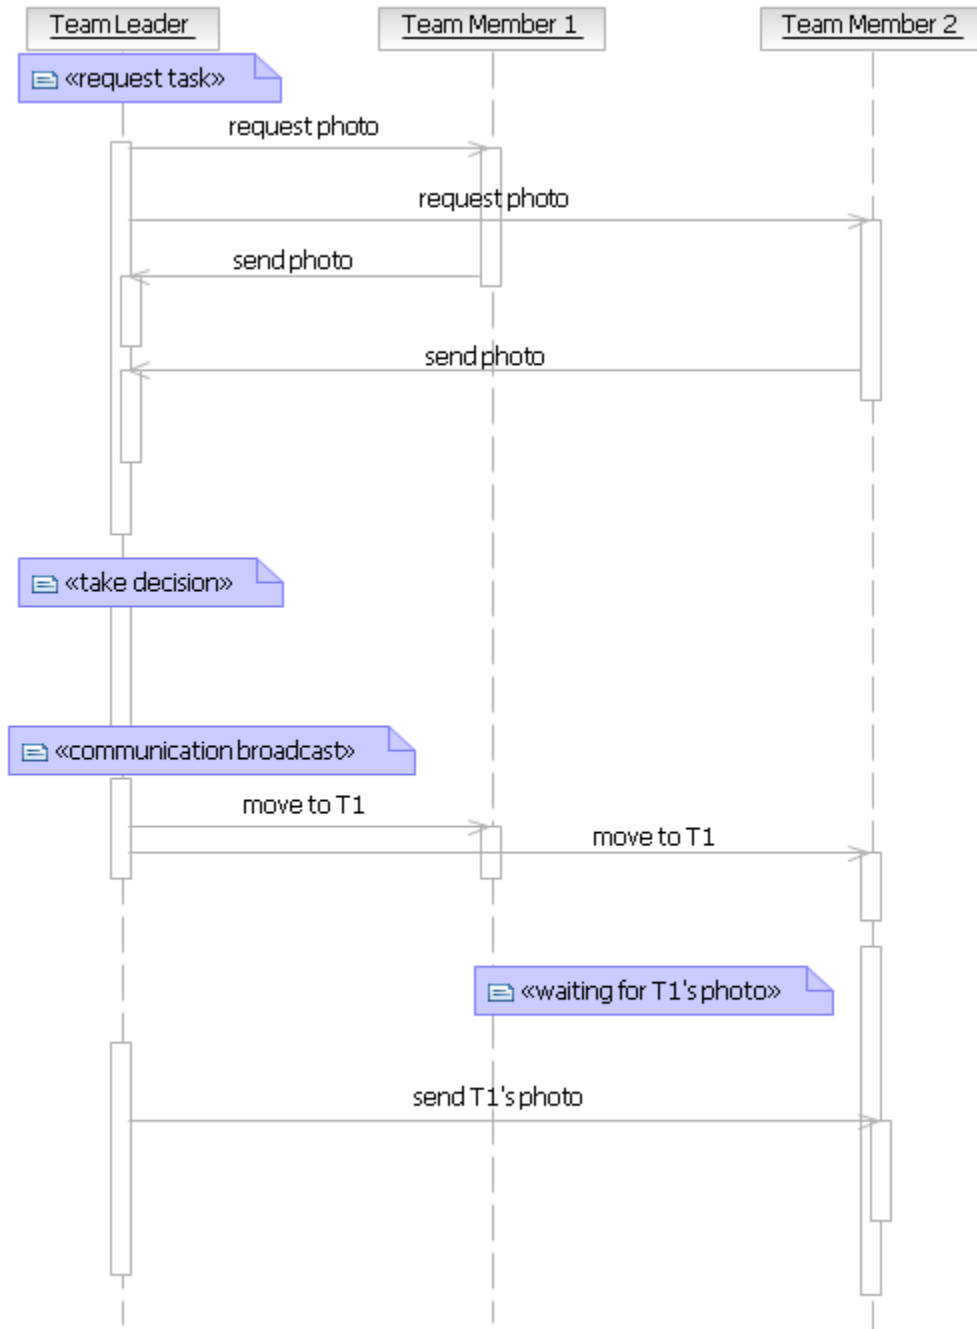 Team Leader
Team Member 1
Team Member 2
«request task»
request photo
request photo
send photo
send photo
«take decision»
«communication broadcast»
move to T1
move to T1
«waiting for T1's photo»
send T1's photo